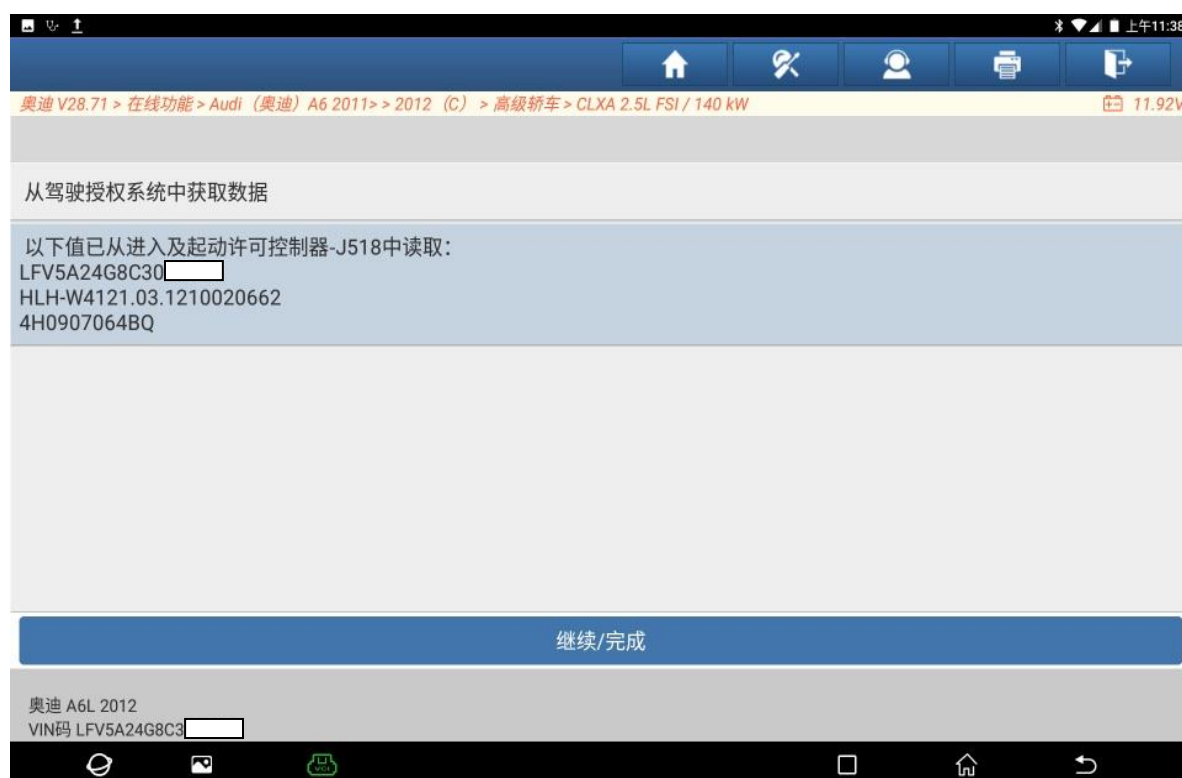 上午11:38
奥迪 V28.71 > 在线功能 > Audi（奥迪）A6 2011> > 2012（C）> 高级轿车 > CLXA 2.5L FSI / 140 kW
11.92V
从驾驶授权系统中获取数据
以下值已从进入及起动许可控制器-J518中读取：
LFV5A24G8C30
HLH-W4121.03.1210020662
4H0907064BQ
继续/完成
奥迪 A6L 2012
VIN码 LFV5A24G8C3
VCI